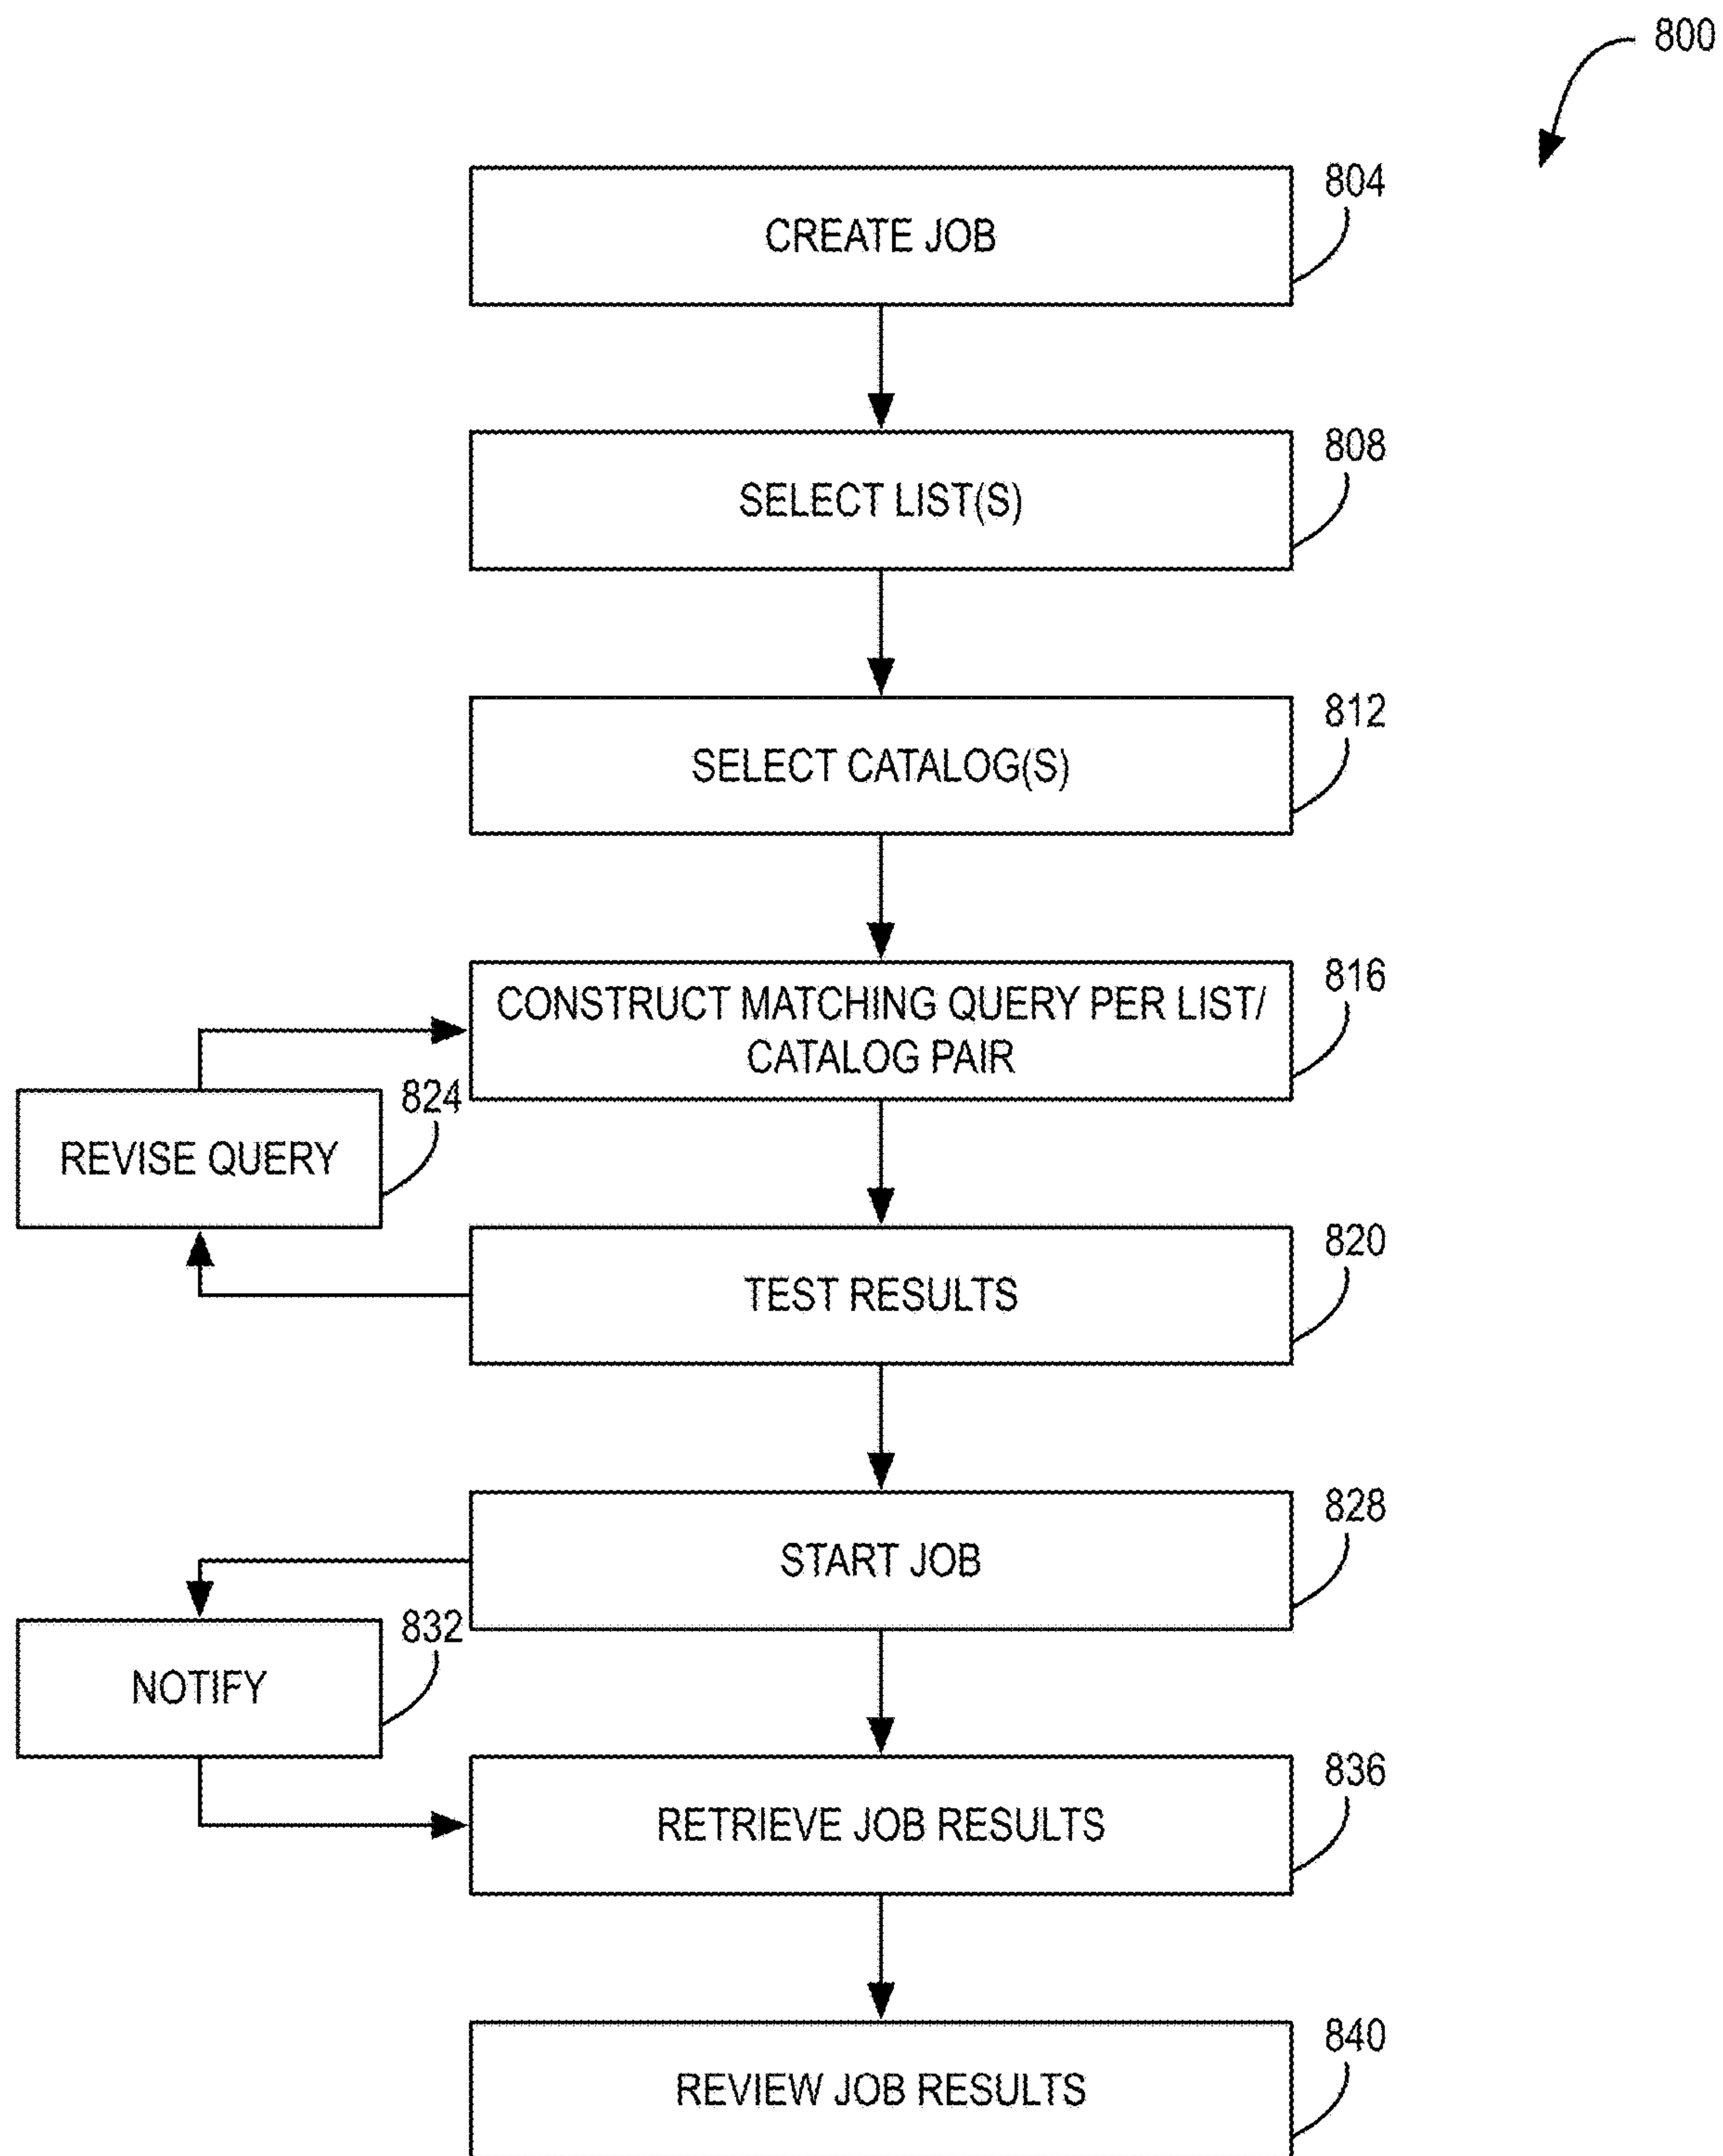 800
804
CREATE JOB
808
SELECT LIST(S)
812
SELECT CATALOG(S)
816
CONSTRUCT MATCHING QUERY PER LIST/
CATALOG PAIR
824
REVISE QUERY
820
TEST RESULTS
828
START JOB
832
NOTIFY
836
RETRIEVE JOB RESULTS
840
REVIEW JOB RESULTS